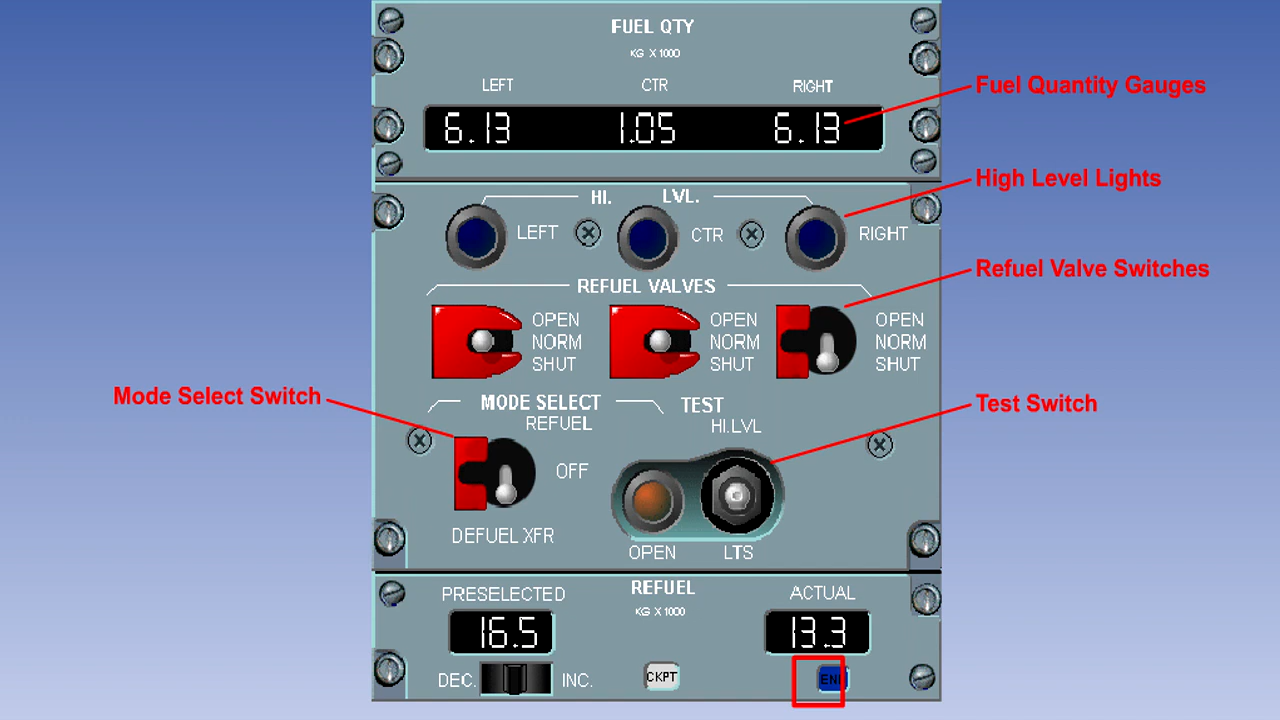 FUEL QTY
KG X 1000
LEFT CTR RIGHT
Fuel Quantity Gauges
6.13 1.05 6.13
High Level Lights
HI. LVL.
LEFT CTR RIGHT
Refuel Valve Switches
REFUEL VALVES
OPEN OPEN OPEN
NORM NORM NORM
SHUT SHUT SHUT
Mode Select Switch
MODE SELECT TEST
Test Switch
REFUEL HI.LVL
OFF
DEFUEL XFR
OPEN LTS
PRESELECTED REFUEL ACTUAL
KG X 1000
16.5 13.3
DEC. INC. CKPT